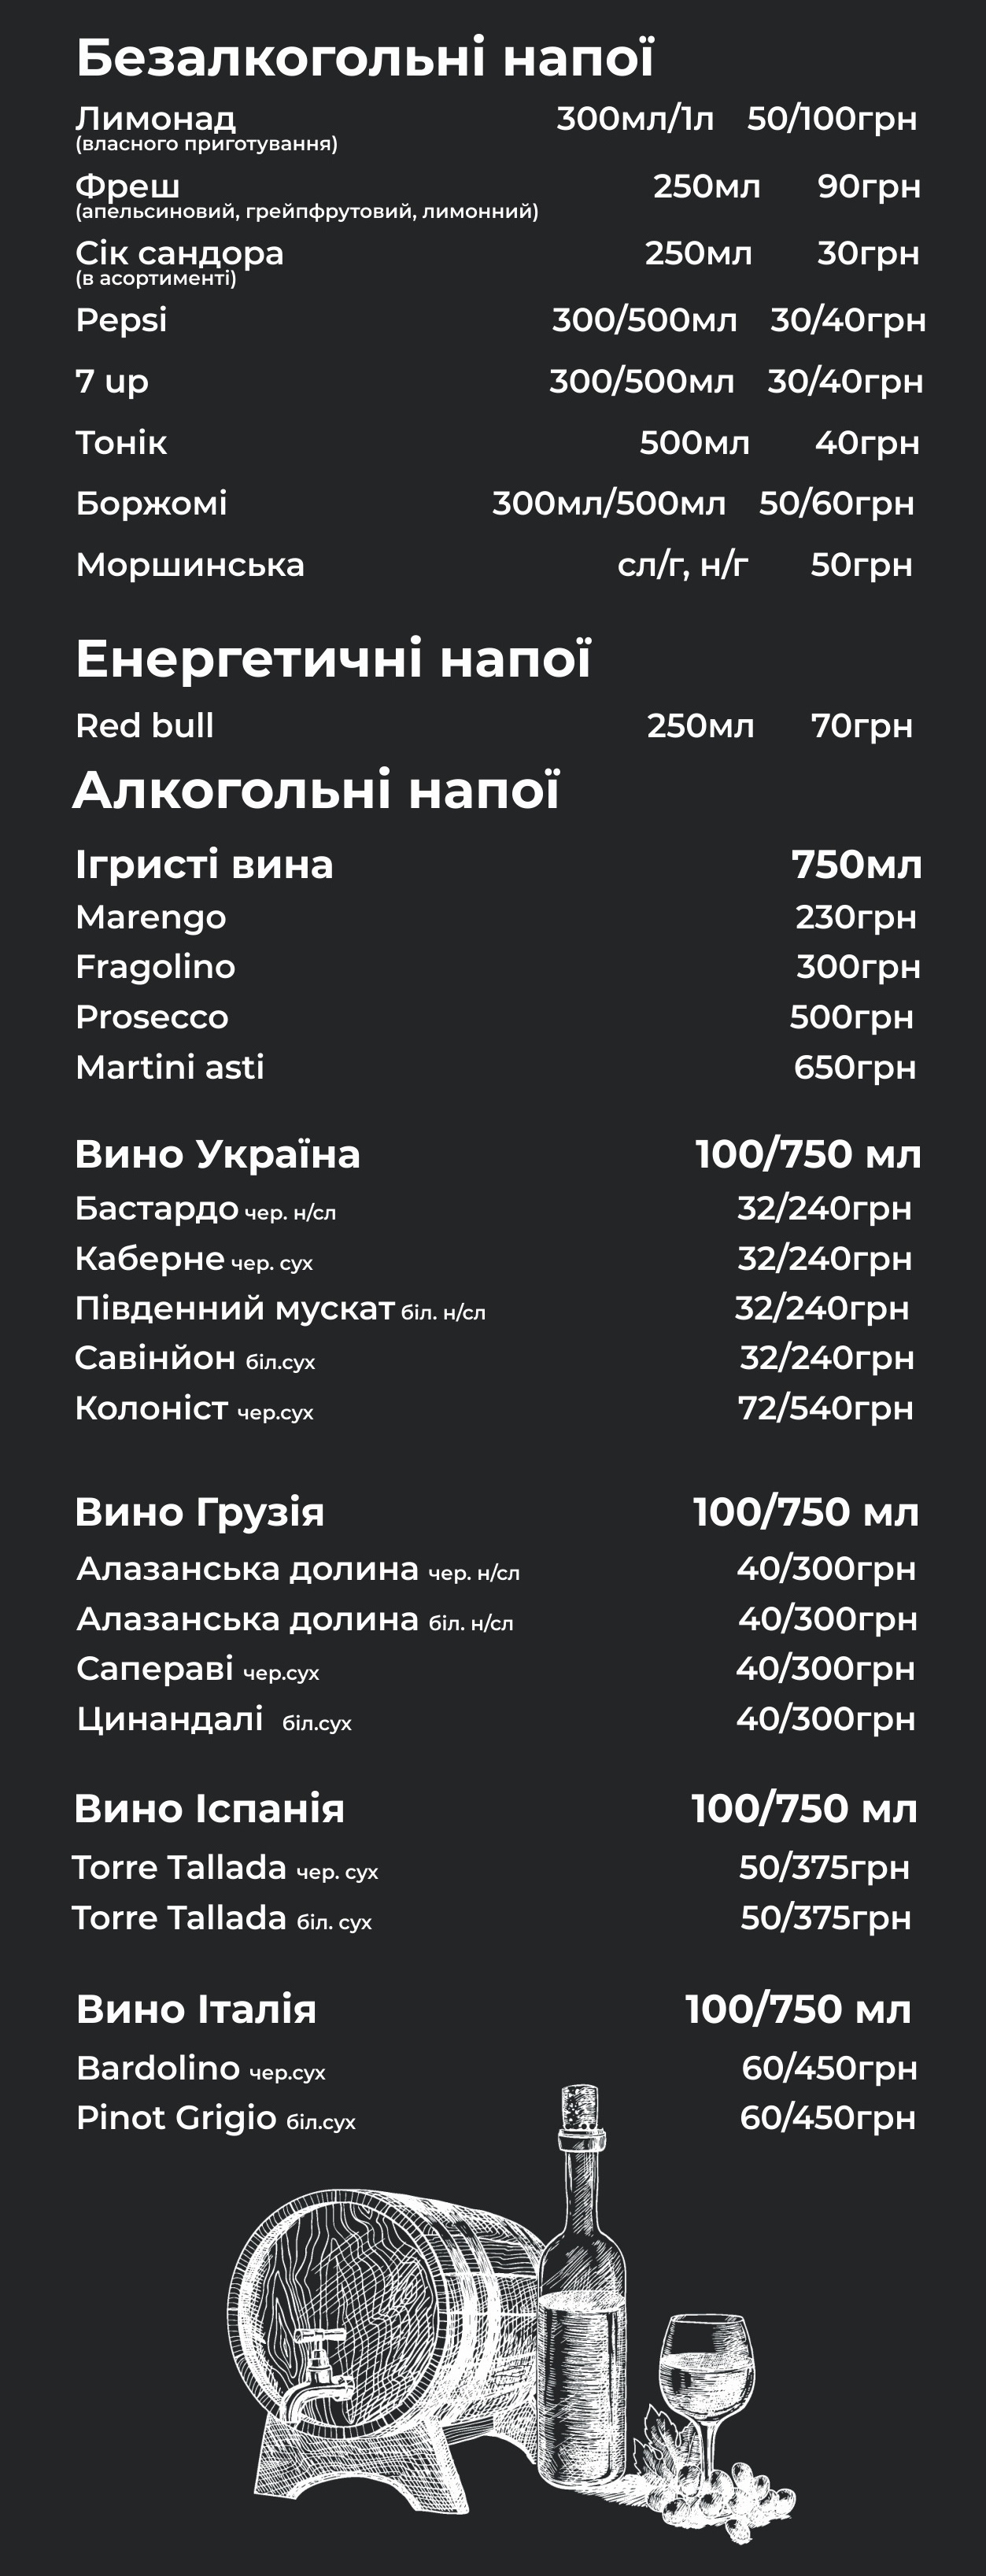 Безалкогольні напої
Лимонад 300мл/1л 50/100грн
(власного приготування)
Фреш 250мл 90грн
(апельсиновий, грейпфрутовий, лимонний)
Сік сандора 250мл 30грн
(в асортименті)
Pepsi 300/500мл 30/40грн
7 up 300/500мл 30/40грн
Тонік 500мл 40грн
Боржомі 300мл/500мл 50/60грн
Моршинська сл/г, н/г 50грн
Енергетичні напої
Red bull 250мл 70грн
Алкогольні напої
Ігристі вина 750мл
Marengo 230грн
Fragolino 300грн
Prosecco 500грн
Martini asti 650грн
Вино Україна 100/750 мл
Бастардо чер. н/сл 32/240грн
Каберне чер. сух 32/240грн
Південний мускат біл. н/сл 32/240грн
Савінйон біл.сух 32/240грн
Колоніст чер.сух 72/540грн
Вино Грузія 100/750 мл
Алазанська долина чер. н/сл 40/300грн
Алазанська долина біл. н/сл 40/300грн
Сапераві чер.сух 40/300грн
Цинандалі біл.сух 40/300грн
Вино Іспанія 100/750 мл
Torre Tallada чер. сух 50/375грн
Torre Tallada біл. сух 50/375грн
Вино Італія 100/750 мл
Bardolino чер.сух 60/450грн
Pinot Grigio біл.сух 60/450грн